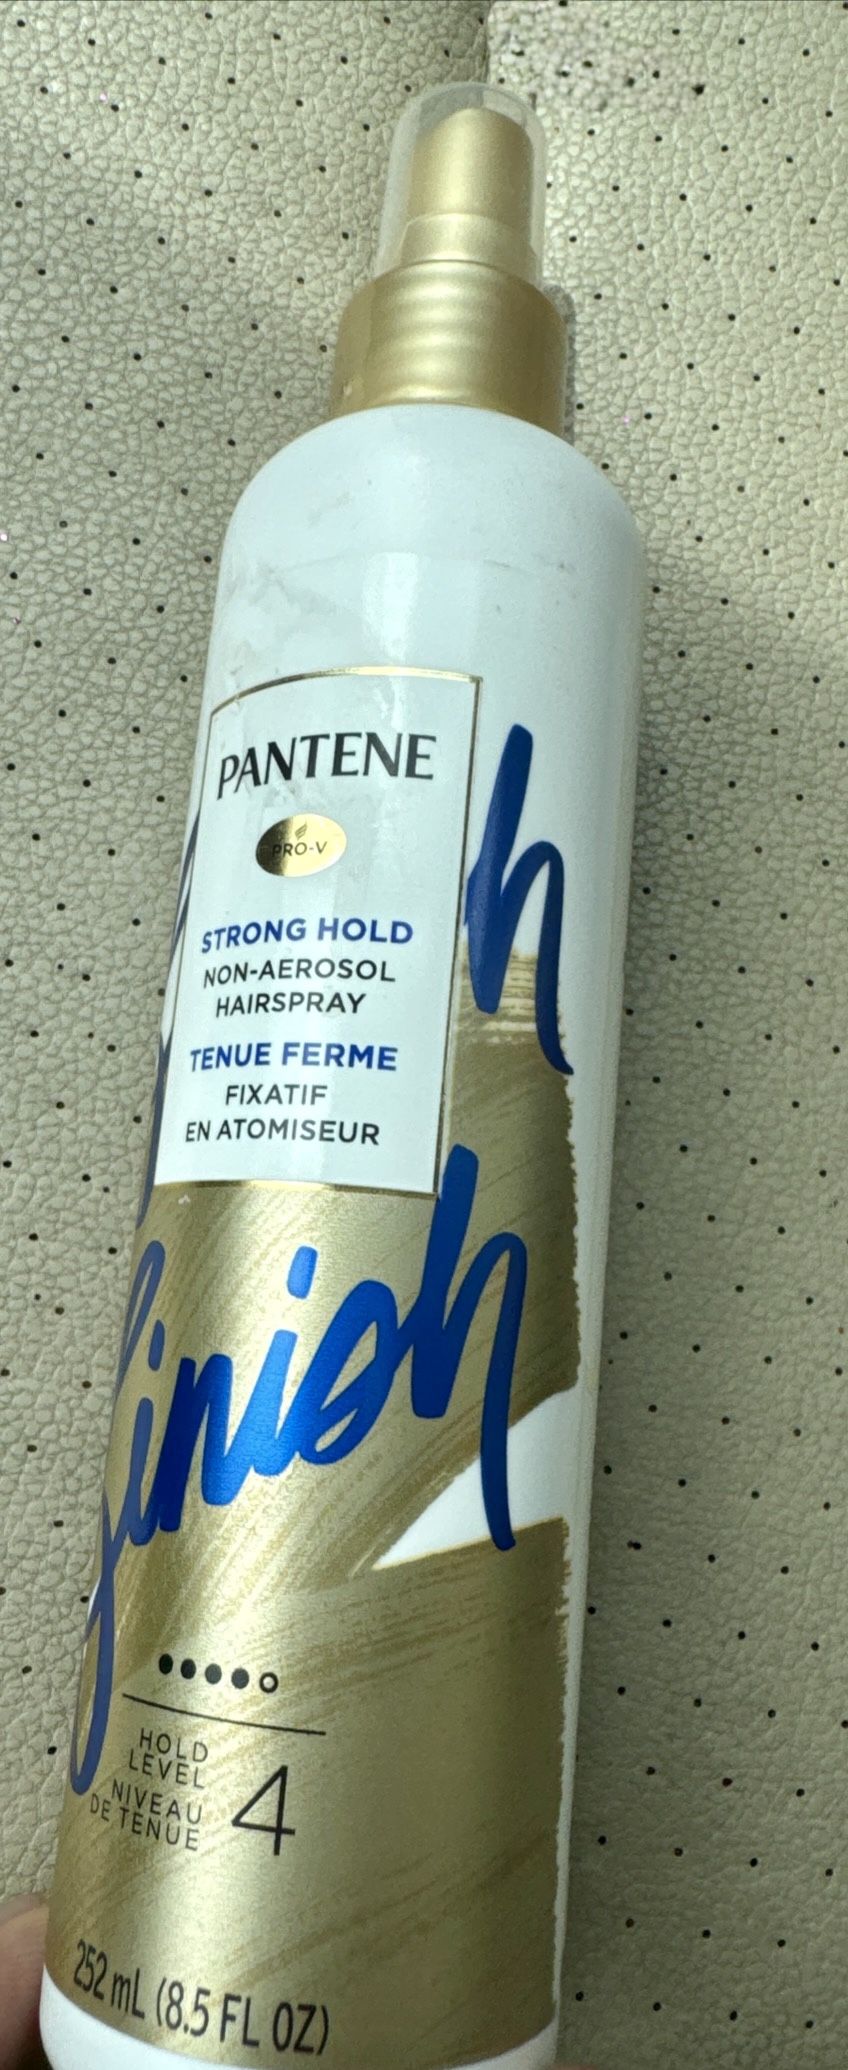 PANTENE
PRO-V
STRONG HOLD
NON-AEROSOL
HAIRSPRAY
TENUE FERME
FIXATIF
EN ATOMISEUR
finish
HOLD
LEVEL
NIVEAU
DE TENUE
4
252 mL (8.5 FL OZ)